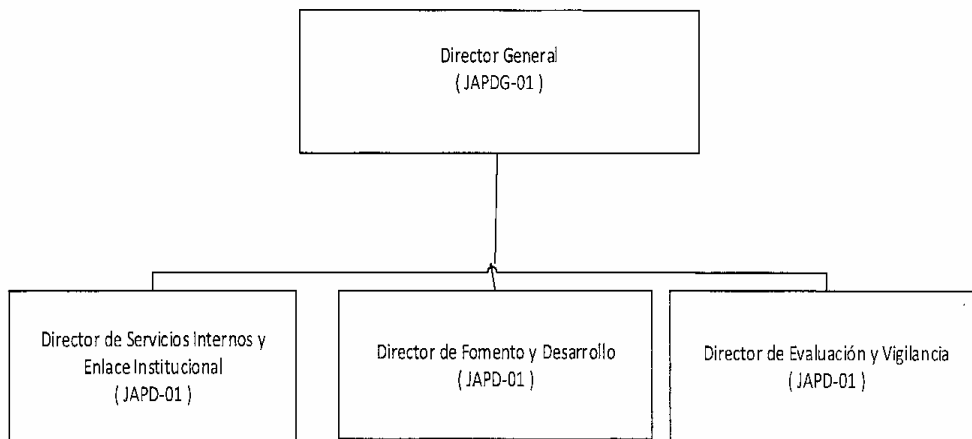 Director General
( JAPDG-01 )
Director de Servicios Internos y
Enlace Institucional
( JAPD-01 )
Director de Fomento y Desarrollo
( JAPD-01 )
Director de Evaluación y Vigilancia
( JAPD-01 )